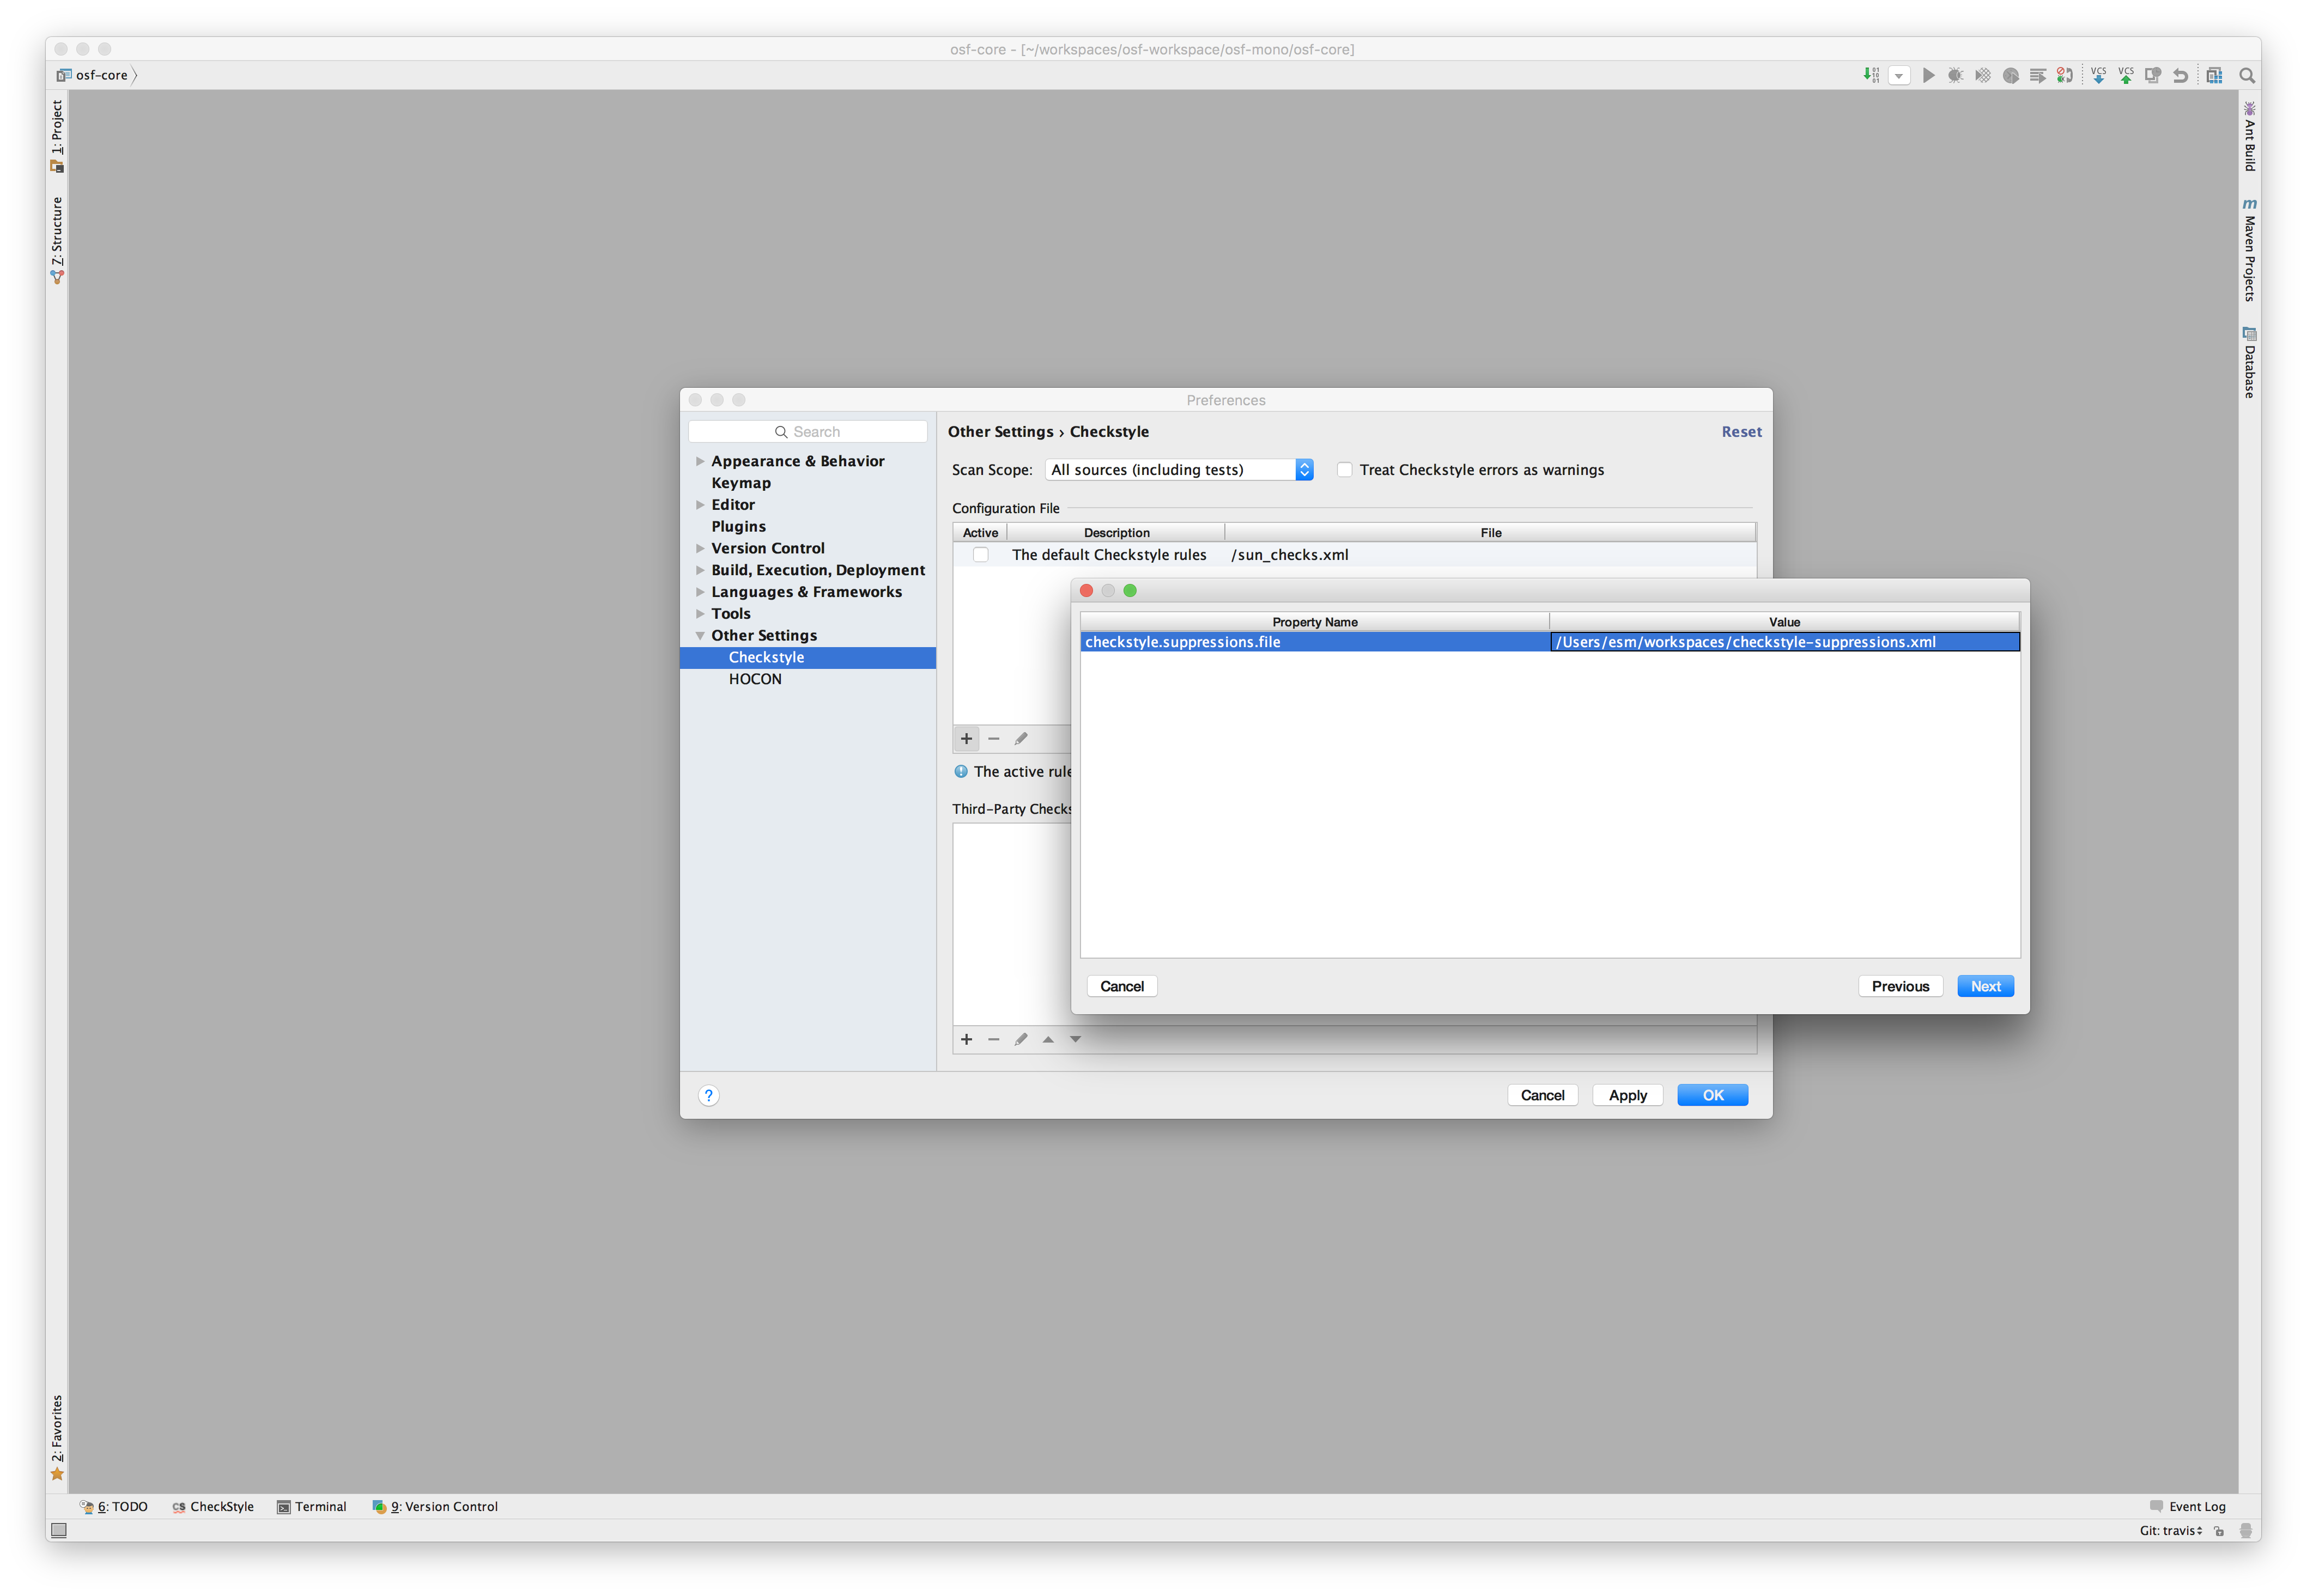 osf-core - [~/workspaces/osf-workspace/osf-mono/osf-core]
osf-core
VCS
VCS
1: Project
7: Structure
2: Favorites
Ant Build
Maven Projects
Database
Preferences
Search
Appearance & Behavior
Keymap
Editor
Plugins
Version Control
Build, Execution, Deployment
Languages & Frameworks
Tools
Other Settings
Checkstyle
HOCON
Other Settings › Checkstyle
Reset
Scan Scope: All sources (including tests)
Treat Checkstyle errors as warnings
Configuration File
Active Description File
The default Checkstyle rules /sun_checks.xml
The active rule
Third-Party Checks
Property Name Value
checkstyle.suppressions.file /Users/esm/workspaces/checkstyle-suppressions.xml
Cancel Previous Next
? Cancel Apply OK
6: TODO CS CheckStyle Terminal 9: Version Control Event Log
Git: travis